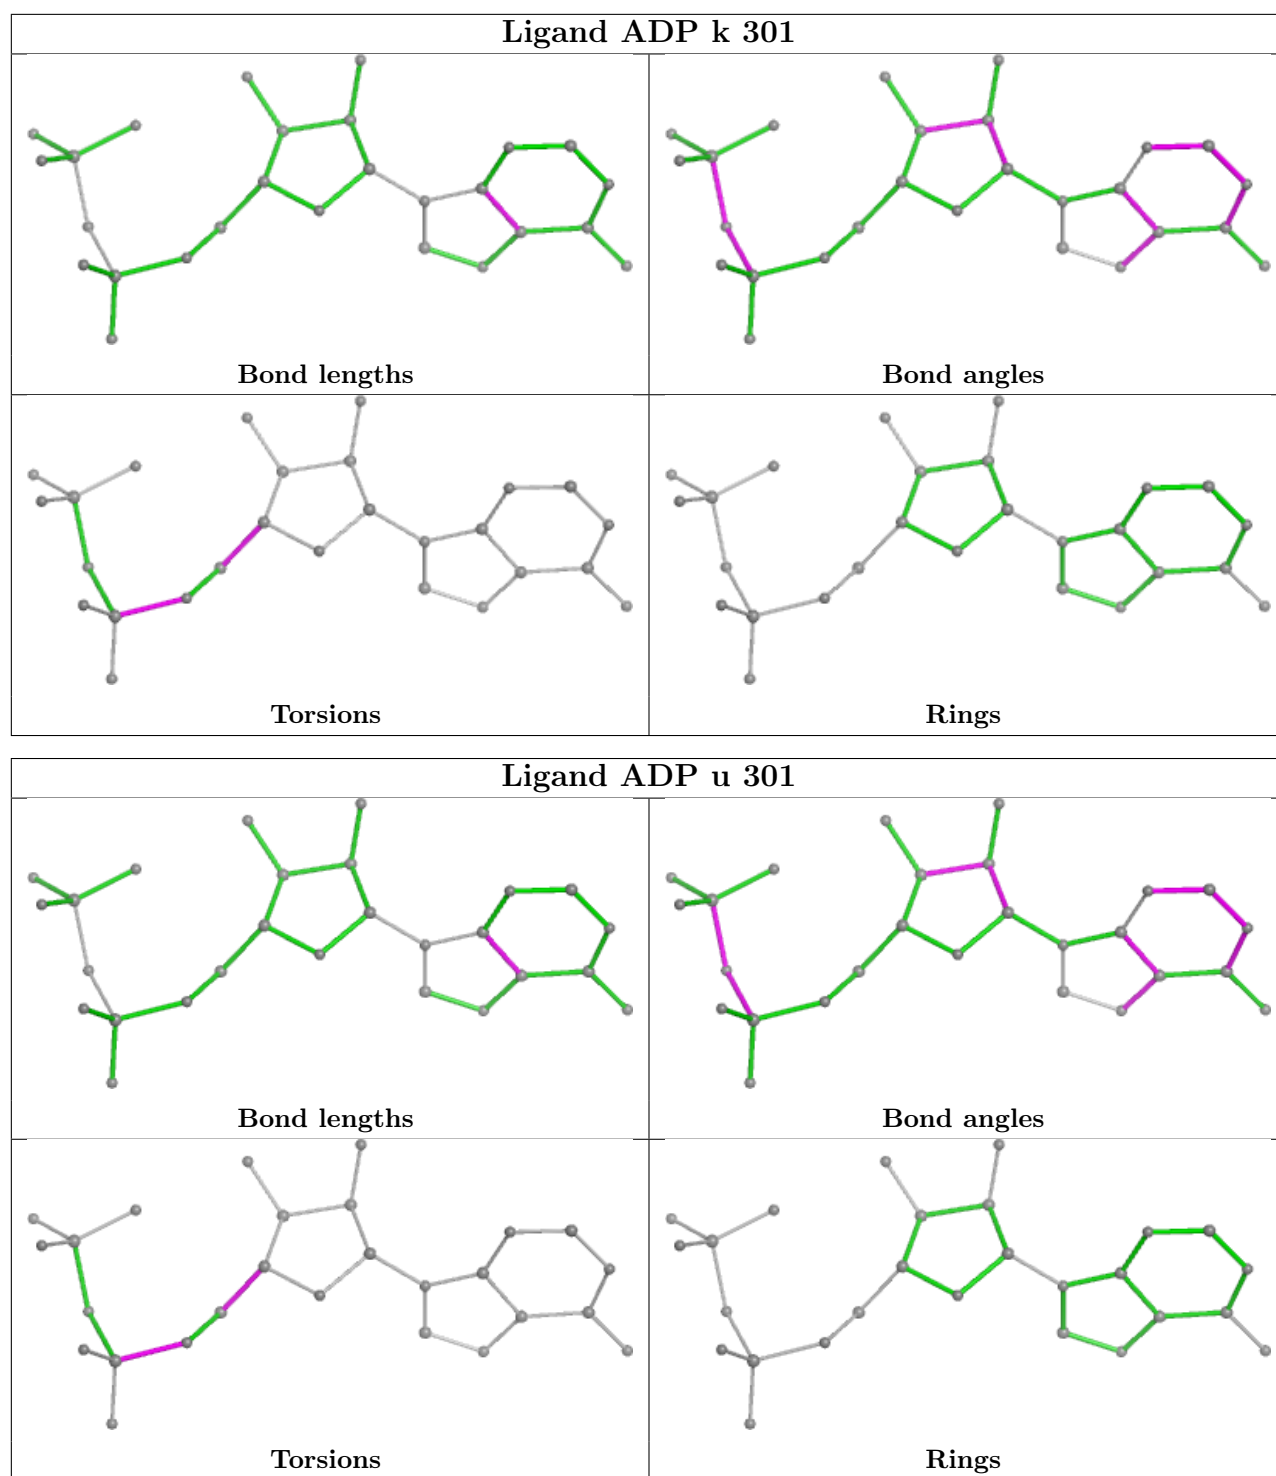 Ligand ADP k 301
Bond lengths
Bond angles
Torsions
Rings
Ligand ADP u 301
Bond lengths
Bond angles
Torsions
Rings